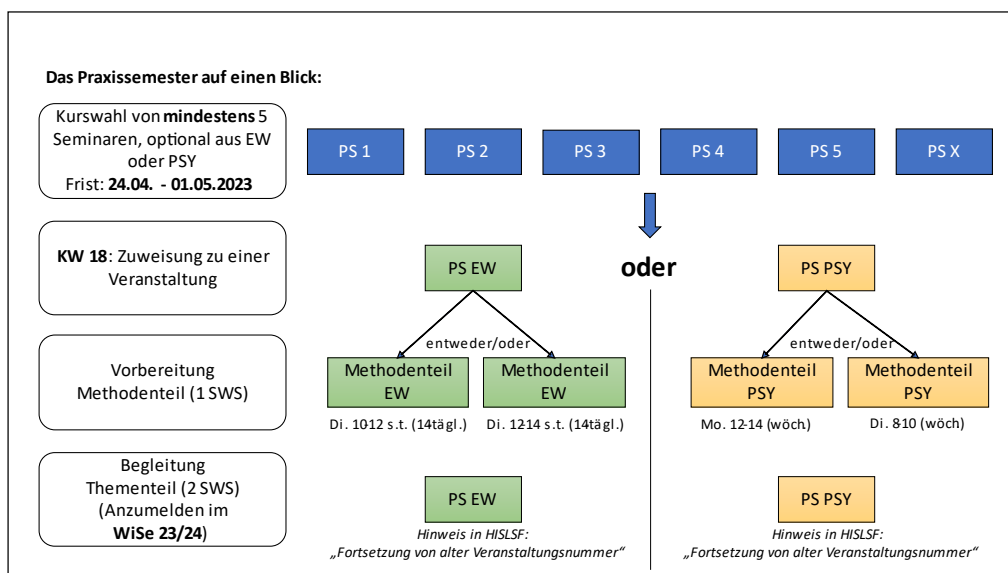 Das Praxissemester auf einen Blick:
Kurswahl von mindestens 5
Seminaren, optional aus EW
oder PSY
Frist: 24.04. - 01.05.2023
PS 1
PS 2
PS 3
PS 4
PS 5
PS X
KW 18: Zuweisung zu einer
Veranstaltung
PS EW
oder
PS PSY
Vorbereitung
Methodenteil (1 SWS)
entweder/oder
Methodenteil
EW
Di. 10-12 s.t. (14tägl.)
Methodenteil
EW
Di. 12-14 s.t. (14tägl.)
entweder/oder
Methodenteil
PSY
Mo. 12-14 (wöch.)
Methodenteil
PSY
Di. 8-10 (wöch)
Begleitung
Thementeil (2 SWS)
(Anzumelden im
WiSe 23/24)
PS EW
Hinweis in HISLSF:
„Fortsetzung von alter Veranstaltungsnummer“
PS PSY
Hinweis in HISLSF:
„Fortsetzung von alter Veranstaltungsnummer“